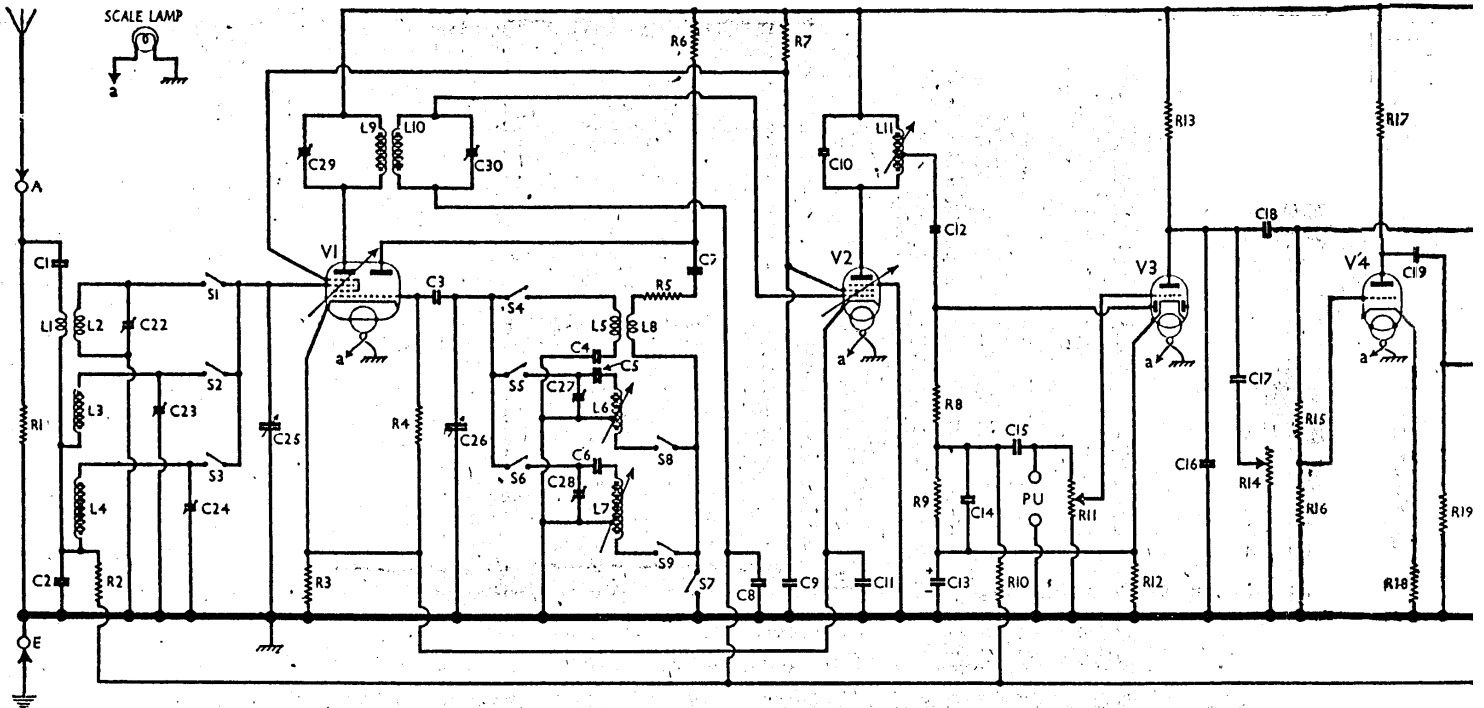 SCALE LAMP
a
R6
R7
L9
L10
L11
C29
C30
C10
R13
R17
A
C12
C18
C1
V1
C7
V2
V3
V4
C19
S1
C3
R5
L1
L2
C22
S4
L5
L8
a
C4
a
a
a
S2
S5
C27
C5
L3
C23
L6
C17
R1
C25
R4
C26
R8
R15
C15
S8
S3
S6
C6
C16
R14
C28
L4
C24
L7
R9
C14
PU
R11
R16
R19
S9
C2
R2
R3
S7
C8
C9
C11
+
C13
-
R10
R12
R18
E